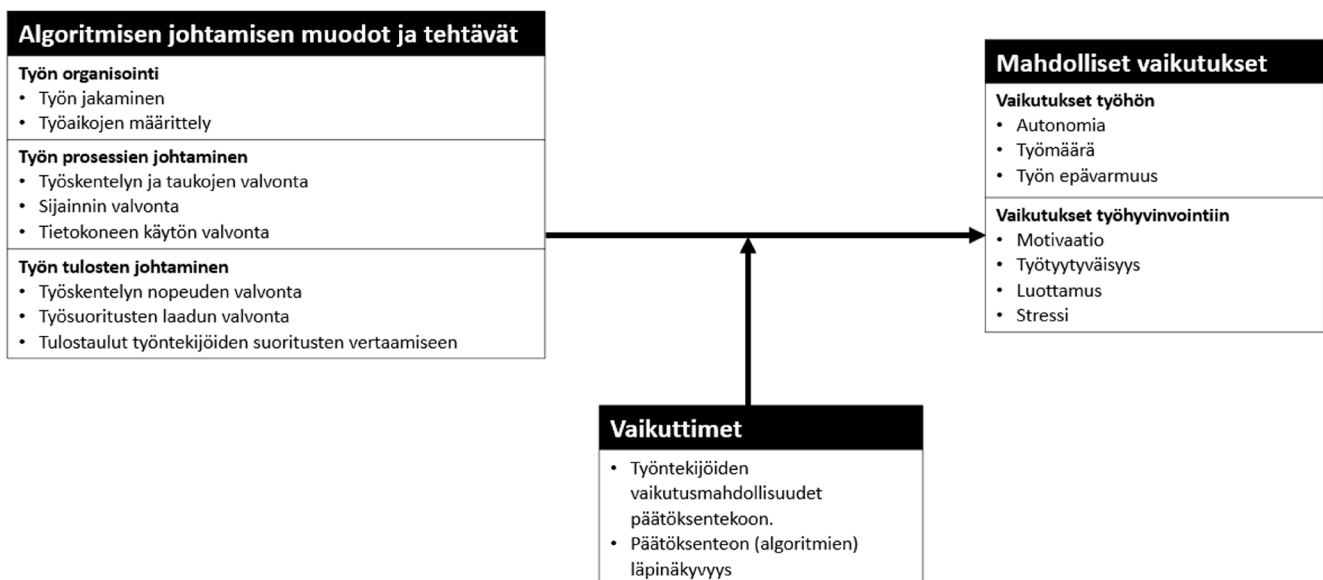 Algoritmisen johtamisen muodot ja tehtävät
Työn organisointi
• Työn jakaminen
• Työaikojen määrittely
Työn prosessien johtaminen
• Työskentelyn ja taukojen valvonta
• Sijainnin valvonta
• Tietokoneen käytön valvonta
Työn tulosten johtaminen
• Työskentelyn nopeuden valvonta
• Työsuoritusten laadun valvonta
• Tulostaulut työntekijöiden suoritusten vertaamiseen
Mahdolliset vaikutukset
Vaikutukset työhön
• Autonomia
• Työmäärä
• Työn epävarmuus
Vaikutukset työhyvinvointiin
• Motivaatio
• Työtyytyväisyys
• Luottamus
• Stressi
Vaikuttimet
• Työntekijöiden
vaikutusmahdollisuudet
päätöksentekoon.
• Päätöksenteon (algoritmien)
läpinäkyvyys